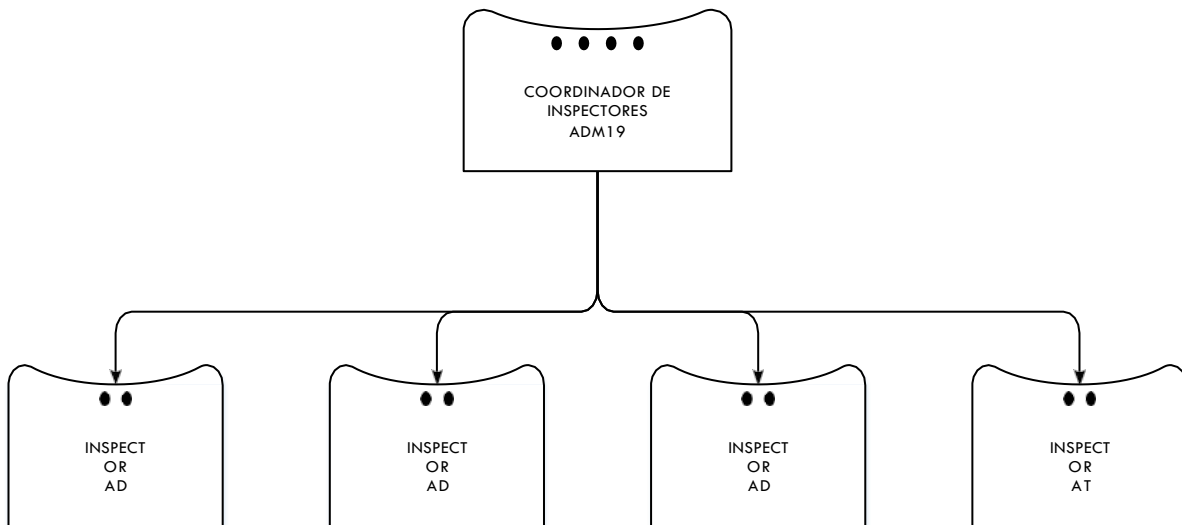 COORDINADOR DE
INSPECTORES
ADM19
INSPECT
OR
AD
INSPECT
OR
AD
INSPECT
OR
AD
INSPECT
OR
AT